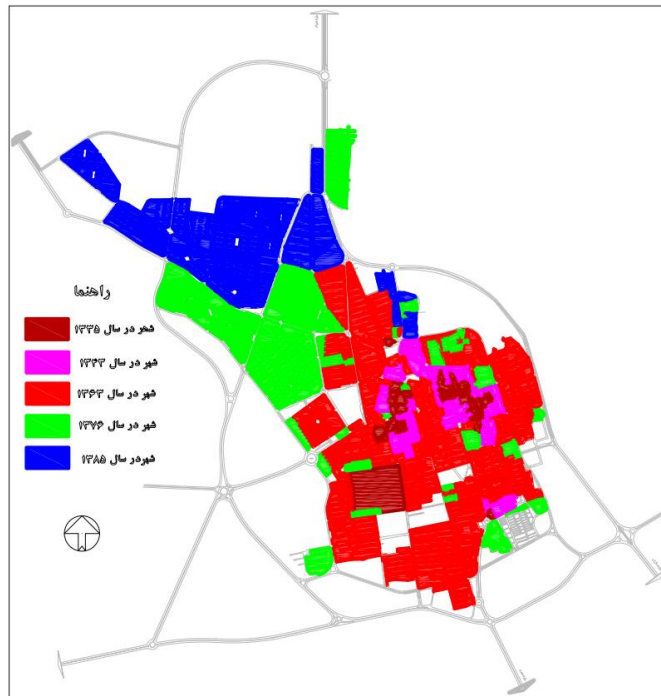 راهنما
شهر در سال ۱۳۳۵
شهر در سال ۱۳۴۳
شهر در سال ۱۳۶۳
شهر در سال ۱۳۷۶
شهردر سال ۱۳۸۵